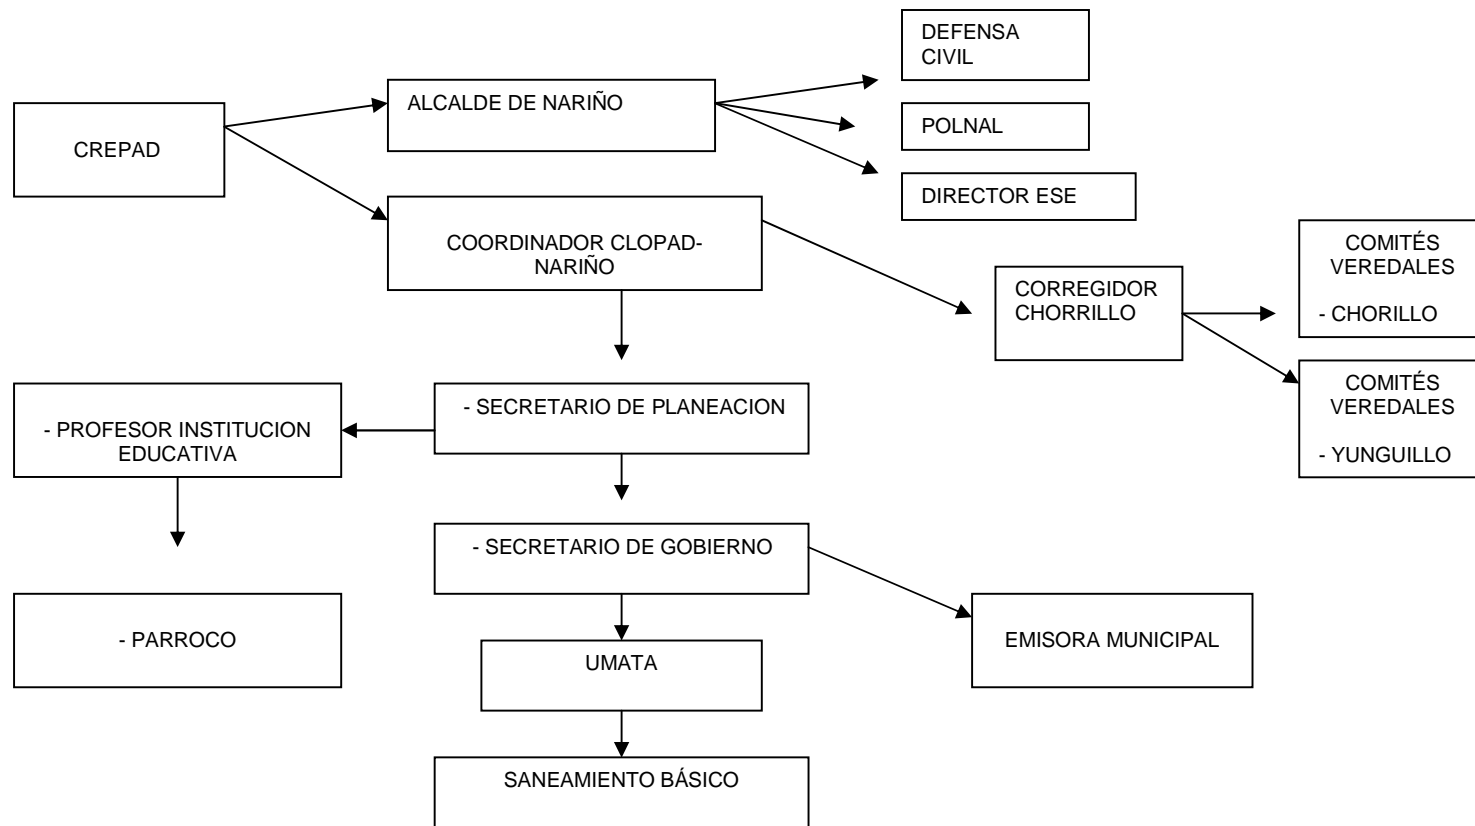 DEFENSA
CIVIL
ALCALDE DE NARIÑO
POLNAL
CREPAD
DIRECTOR ESE
COORDINADOR CLOPAD-
NARIÑO
COMITÉS
VEREDALES
- CHORILLO
CORREGIDOR
CHORRILLO
COMITÉS
VEREDALES
- YUNGUILLO
- SECRETARIO DE PLANEACION
- PROFESOR INSTITUCION
EDUCATIVA
- SECRETARIO DE GOBIERNO
- PARROCO
EMISORA MUNICIPAL
UMATA
SANEAMIENTO BÁSICO